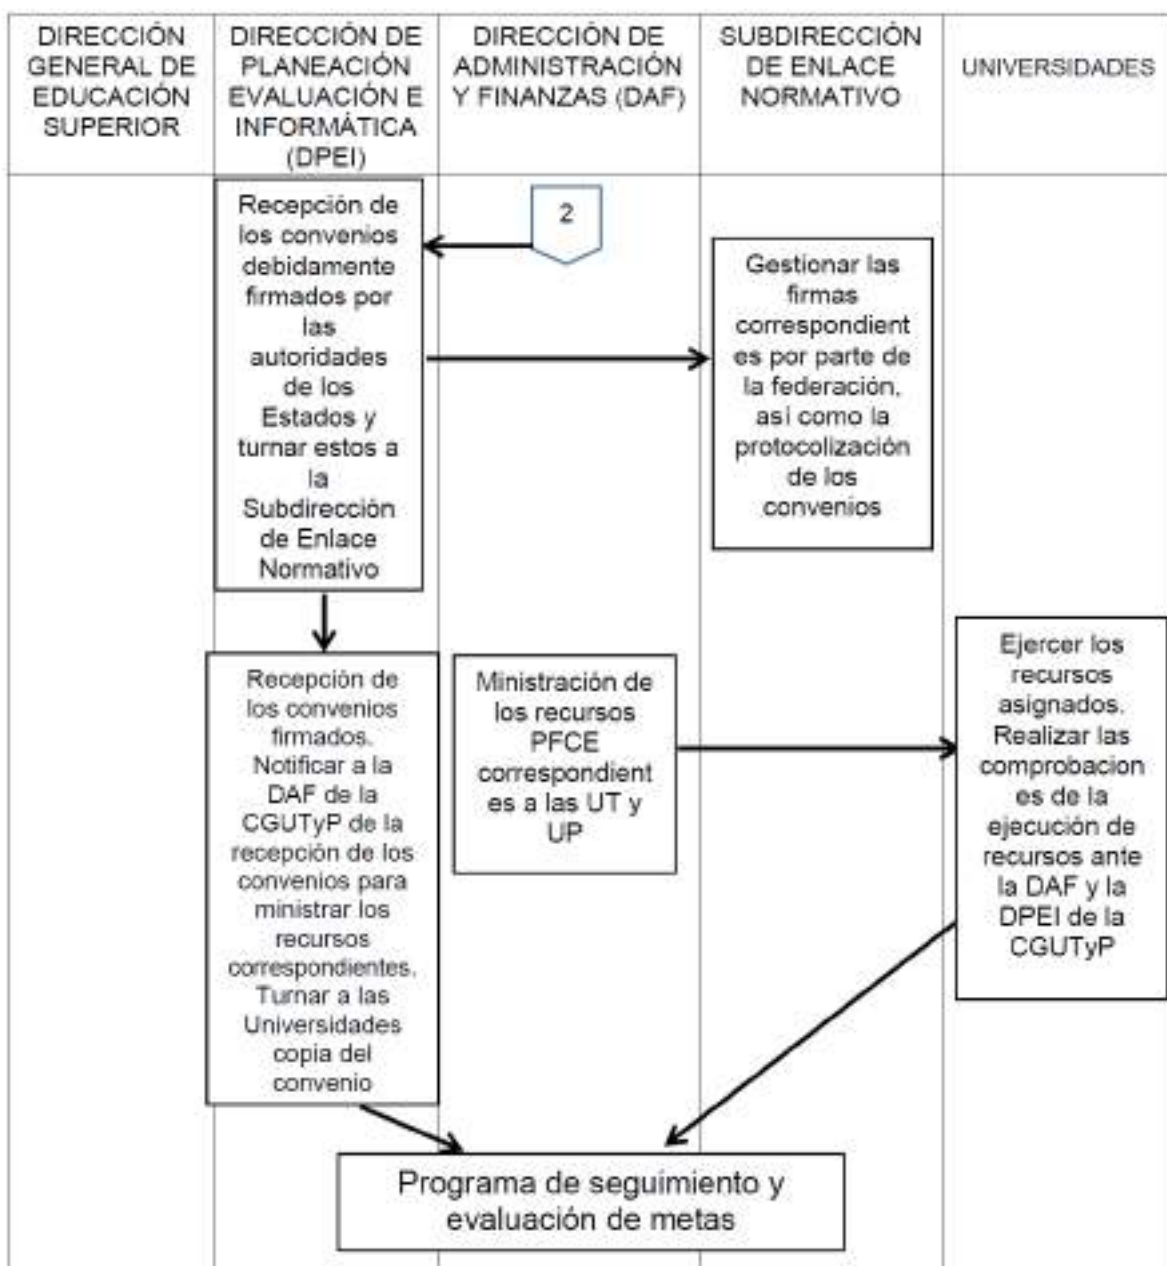 DIRECCIÓN
GENERAL DE
EDUCACIÓN
SUPERIOR
DIRECCIÓN DE
PLANEACIÓN
EVALUACIÓN E
INFORMÁTICA
(DPEI)
DIRECCIÓN DE
ADMINISTRACIÓN
Y FINANZAS (DAF)
SUBDIRECCIÓN
DE ENLACE
NORMATIVO
UNIVERSIDADES
Recepción de
los convenios
debidamente
firmados por
las
autoridades
de los
Estados y
turnar estos a
la
Subdirección
de Enlace
Normativo
2
Gestionar las
firmas
correspondient
es por parte de
la federación,
así como la
protocolización
de los
convenios
Recepción de
los convenios
firmados.
Notificar a la
DAF de la
CGUTyP de la
recepción de los
convenios para
ministrar los
recursos
correspondientes.
Turnar a las
Universidades
copia del
convenio
Ministración de
los recursos
PFCE
correspondient
es a las UT y
UP
Ejercer los
recursos
asignados.
Realizar las
comprobacion
es de la
ejecución de
recursos ante
la DAF y la
DPEI de la
CGUTyP
Programa de seguimiento y
evaluación de metas